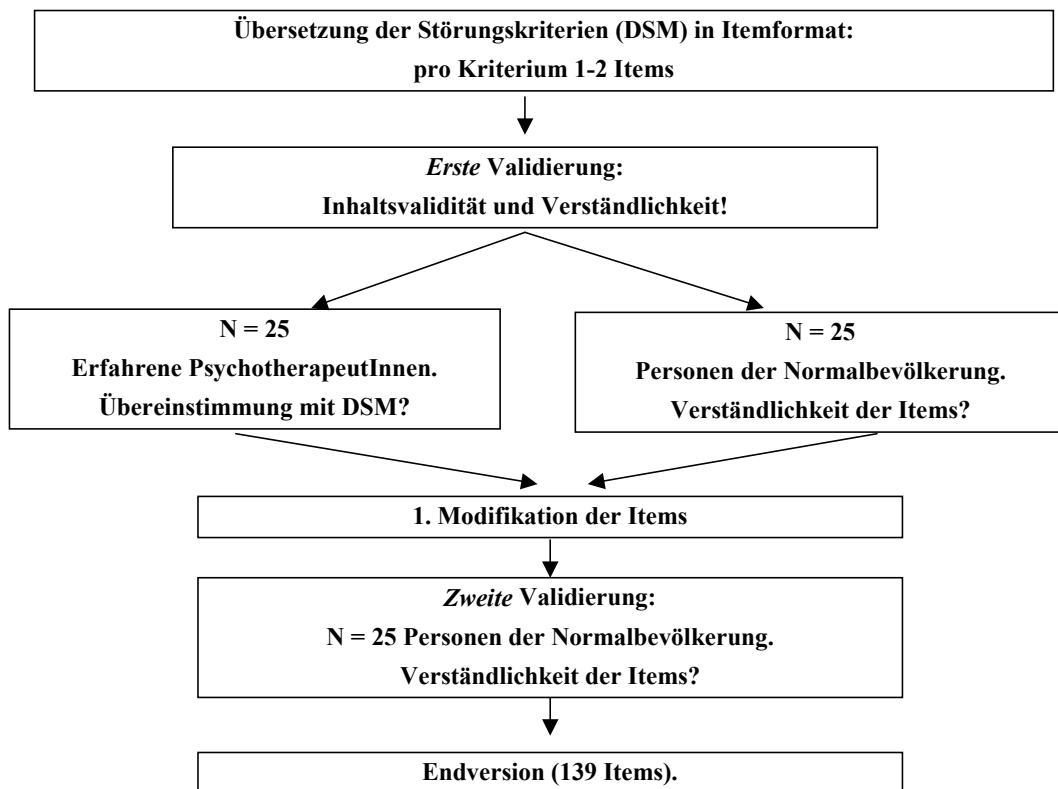 Übersetzung der Störungskriterien (DSM) in Itemformat:
pro Kriterium 1-2 Items
Erste Validierung:
Inhaltsvalidität und Verständlichkeit!
N = 25
Erfahrene PsychotherapeutInnen.
Übereinstimmung mit DSM?
N = 25
Personen der Normalbevölkerung.
Verständlichkeit der Items?
1. Modifikation der Items
Zweite Validierung:
N = 25 Personen der Normalbevölkerung.
Verständlichkeit der Items?
Endversion (139 Items).